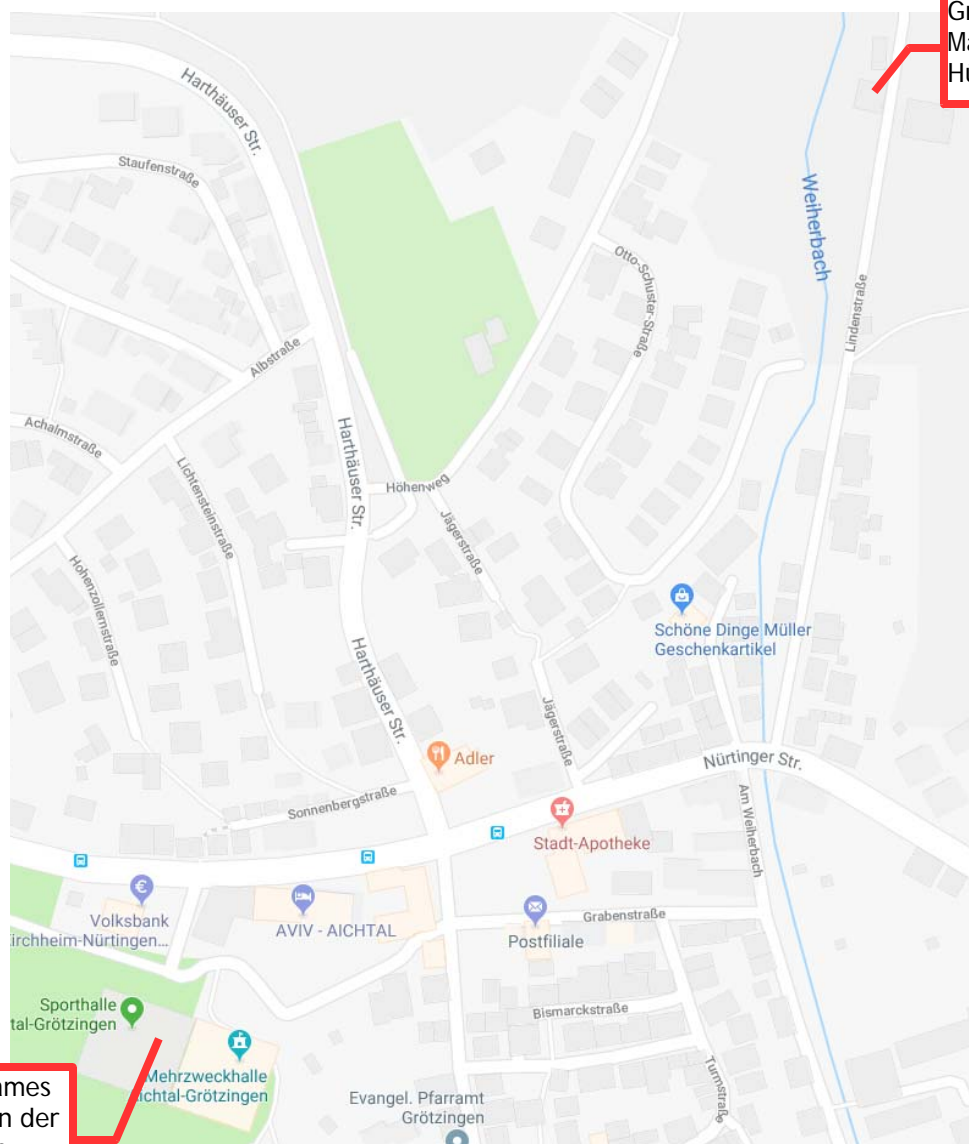 Harthäuser Str.
Staufenstraße
Weiherbach
Otto-Schuster-Straße
Lindenstraße
Albstraße
Achalmstraße
Harthäuser Str.
Lichtensteinstraße
Höhenweg
Jägerstraße
Hohenzollernstraße
Schöne Dinge Müller
Geschenkartikel
Harthäuser Str.
Jägerstraße
Adler
Nürtinger Str.
Sonnenbergstraße
Am Weiherbach
Stadt-Apotheke
Volksbank
AVIV - AICHTAL
Grabenstraße
Postfiliale
Sporthalle
Bismarckstraße
Mehrzweckhalle
Turmstraße
Evangel. Pfarramt
Grötzingen
der